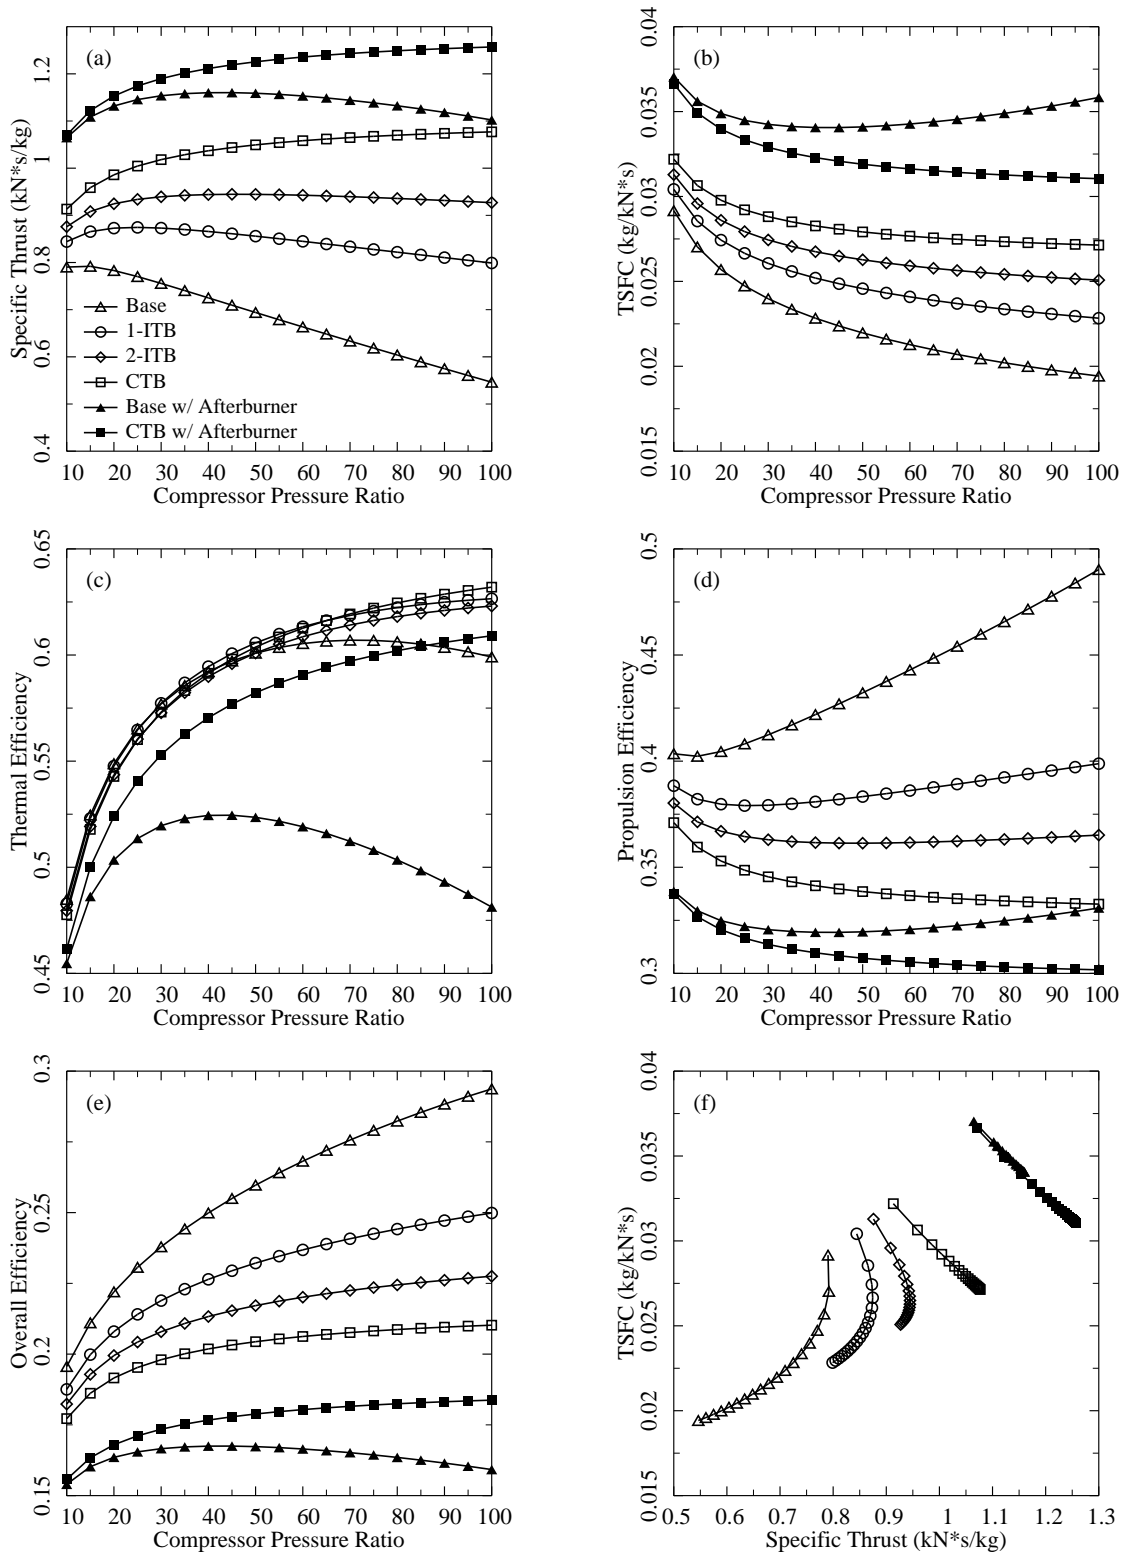 (a)
1.2
1
0.8
0.6
0.4
Specific Thrust (kN*s/kg)
Base
1-ITB
2-ITB
CTB
Base w/ Afterburner
CTB w/ Afterburner
10 20 30 40 50 60 70 80 90 100
Compressor Pressure Ratio
(b)
0.04
0.035
0.03
0.025
0.02
0.015
TSFC (kg/kN*s)
10 20 30 40 50 60 70 80 90 100
Compressor Pressure Ratio
(c)
0.65
0.6
0.55
0.5
0.45
Thermal Efficiency
10 20 30 40 50 60 70 80 90 100
Compressor Pressure Ratio
(d)
0.5
0.45
0.4
0.35
0.3
Propulsion Efficiency
10 20 30 40 50 60 70 80 90 100
Compressor Pressure Ratio
(e)
0.3
0.25
0.2
0.15
Overall Efficiency
10 20 30 40 50 60 70 80 90 100
Compressor Pressure Ratio
(f)
0.04
0.035
0.03
0.025
0.02
0.015
TSFC (kg/kN*s)
0.5 0.6 0.7 0.8 0.9 1 1.1 1.2 1.3
Specific Thrust (kN*s/kg)